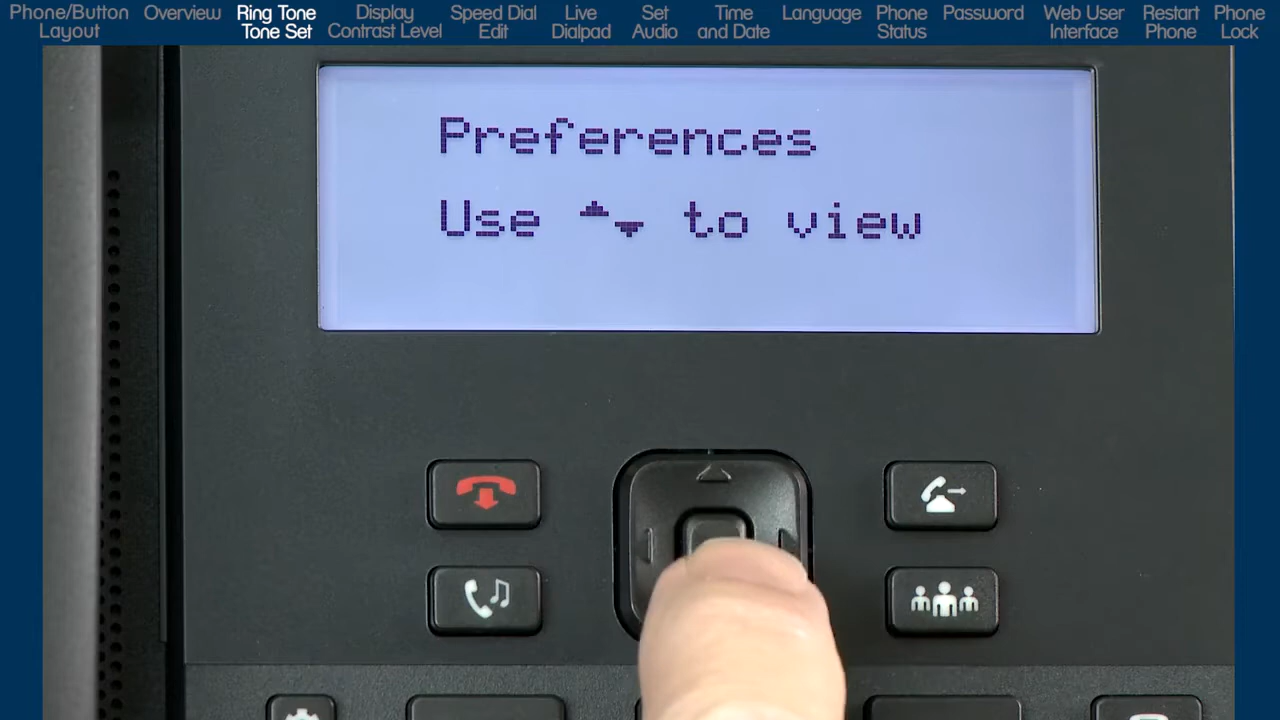 Phone/Button Layout
Overview
Ring Tone Tone Set
Display Contrast Level
Speed Dial Edit
Live Dialpad
Set Audio
Time and Date
Language
Phone Status
Password
Web User Interface
Restart Phone
Phone Lock
Preferences
Use ▲▼ to view